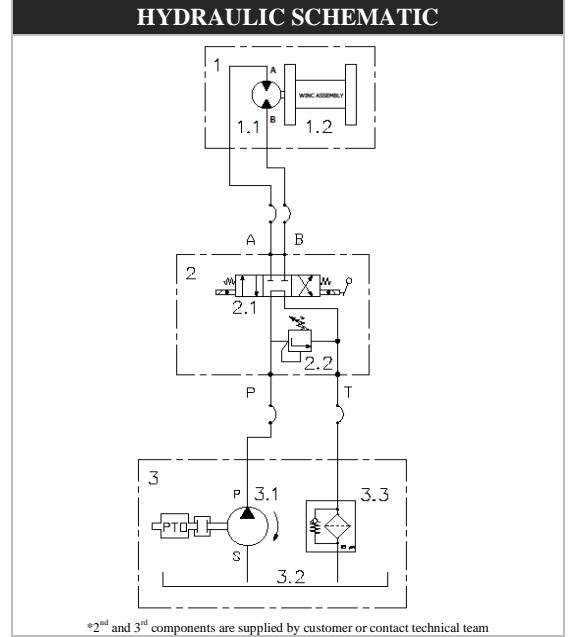 HYDRAULIC SCHEMATIC
1
A
WINC ASSEMBLY
B
1.1
1.2
A
B
2
2.1
2.2
P
T
3
P
3.1
3.3
PTO
S
3.2
*2nd and 3rd components are supplied by customer or contact technical team